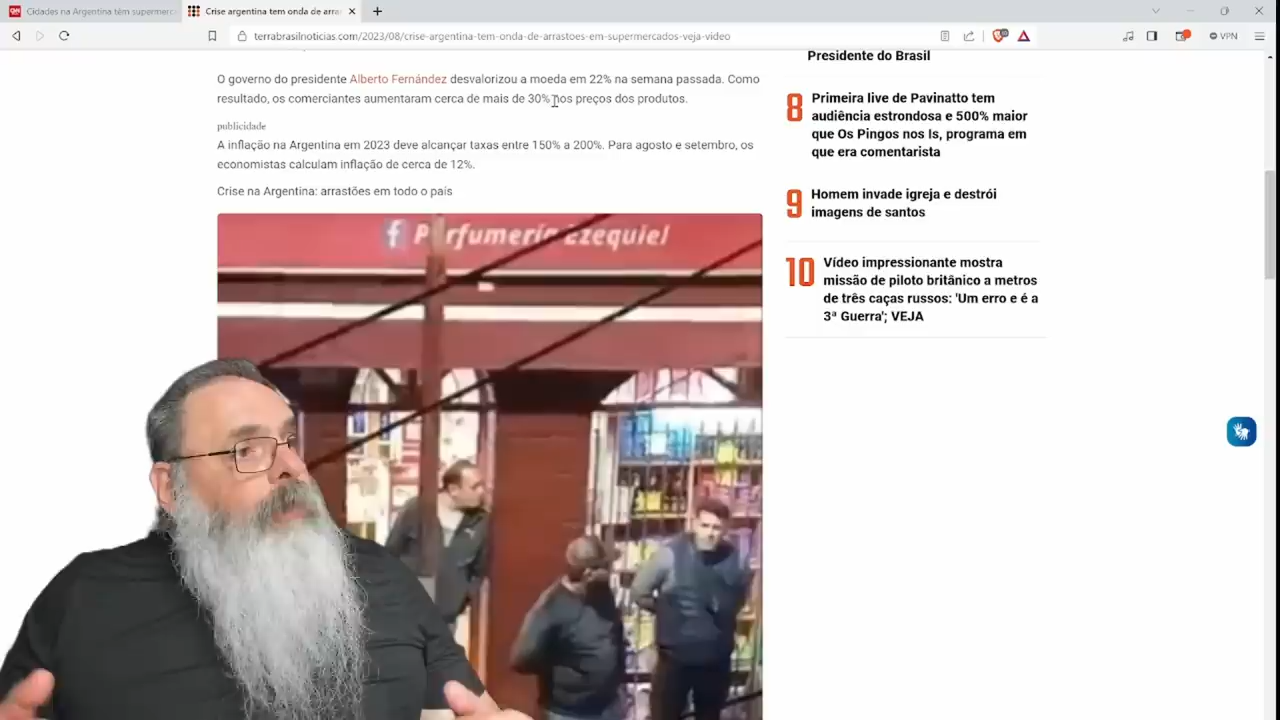 Cidades na Argentina têm supermerc
Crise argentina tem onda de arra
terrabrasilnoticias.com/2023/08/crise-argentina-tem-onda-de-arrastoes-em-supermercados-veja-video
VPN
O governo do presidente Alberto Fernández desvalorizou a moeda em 22% na semana passada. Como
resultado, os comerciantes aumentaram cerca de mais de 30% nos preços dos produtos.
publicidade
A inflação na Argentina em 2023 deve alcançar taxas entre 150% a 200%. Para agosto e setembro, os
economistas calculam inflação de cerca de 12%.
Crise na Argentina: arrastões em todo o país
f Perfumería Ezequiel
Presidente do Brasil
8 Primeira live de Pavinatto tem
audiência estrondosa e 500% maior
que Os Pingos nos Is, programa em
que era comentarista
9 Homem invade igreja e destrói
imagens de santos
10 Vídeo impressionante mostra
missão de piloto britânico a metros
de três caças russos: 'Um erro e é a
3ª Guerra'; VEJA